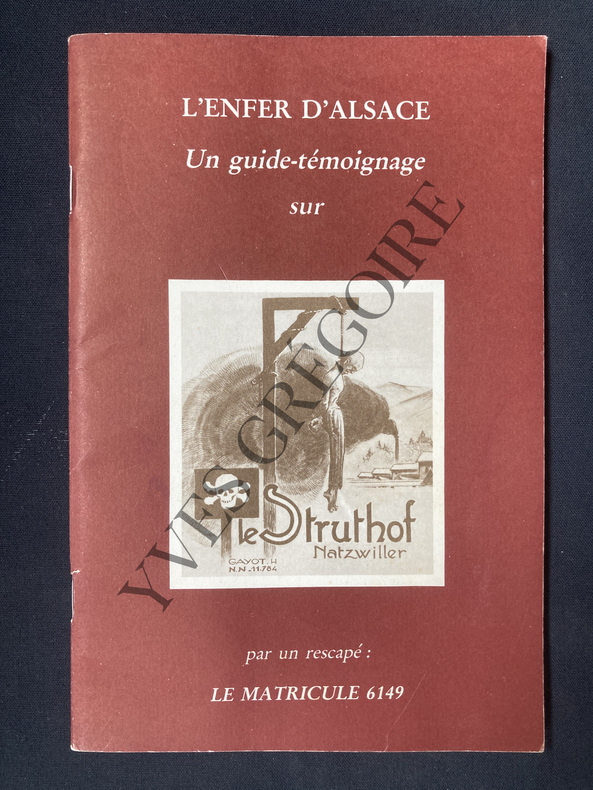 L'ENFER D'ALSACE
Un guide-témoignage
sur
le Struthof
Natzwiller
GAYOT. H
N.N-11.784
par un rescapé :
LE MATRICULE 6149
YVES GRÉGOIRE